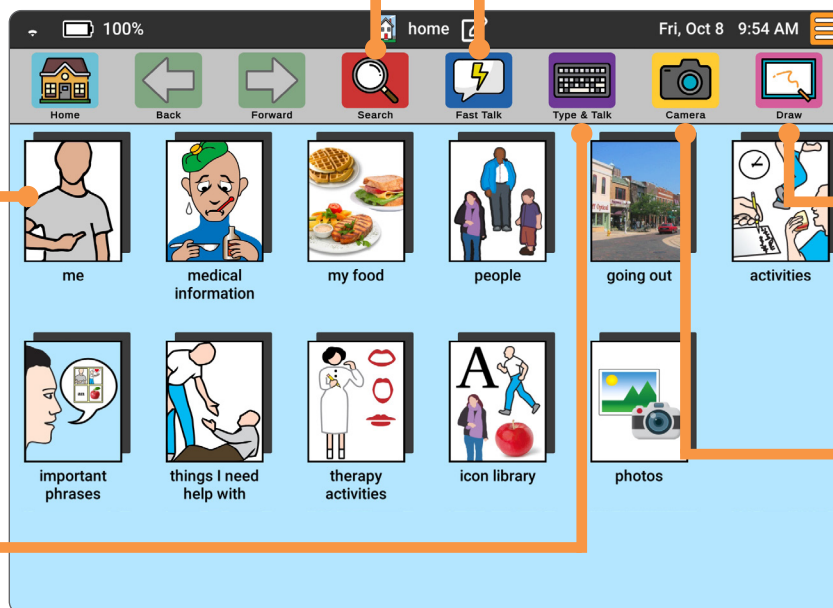 100%
home
Fri, Oct 8 9:54 AM
Home
Back
Forward
Search
Fast Talk
Type & Talk
Camera
Draw
me
medical
information
my food
people
going out
activities
important
phrases
things I need
help with
therapy
activities
A
icon library
photos